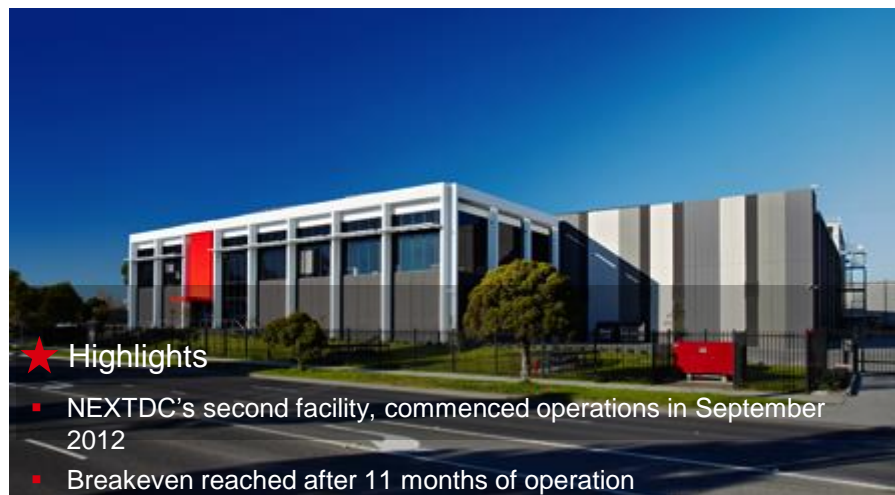 Highlights
▪ NEXTDC’s second facility, commenced operations in September
2012
▪ Breakeven reached after 11 months of operation